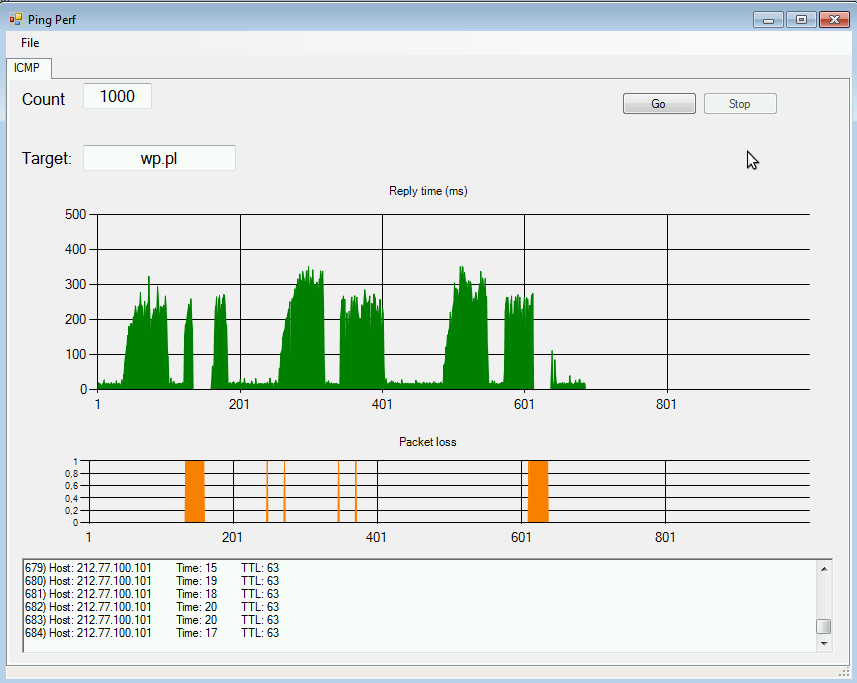 Ping Perf
File
ICMP
Count 1000 Go Stop
Target: wp.pl
Reply time (ms)
500
400
300
200
100
0
1 201 401 601 801
Packet loss
1
0,8
0,6
0,4
0,2
0
1 201 401 601 801
679) Host: 212.77.100.101 Time: 15 TTL: 63
680) Host: 212.77.100.101 Time: 19 TTL: 63
681) Host: 212.77.100.101 Time: 18 TTL: 63
682) Host: 212.77.100.101 Time: 20 TTL: 63
683) Host: 212.77.100.101 Time: 20 TTL: 63
684) Host: 212.77.100.101 Time: 17 TTL: 63